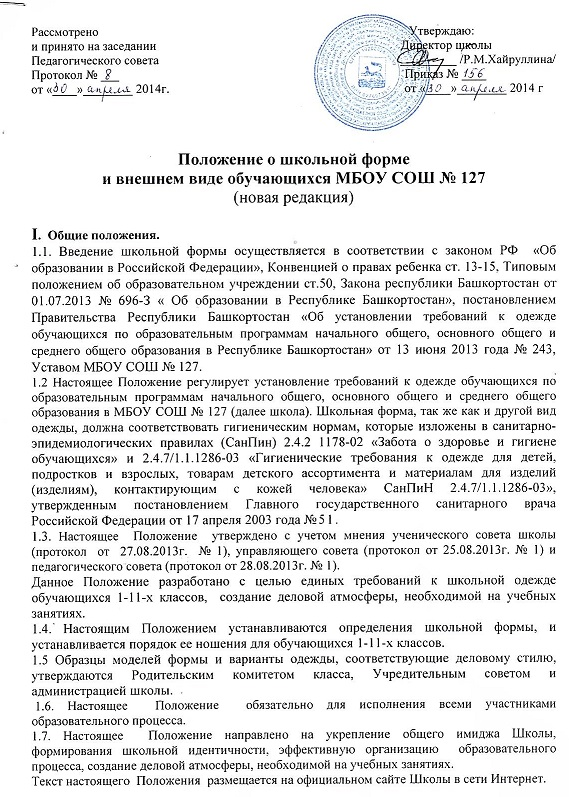 Рассмотрено
и принято на заседании
Педагогического совета
Протокол № 8
от «30» апреля 2014г.
Утверждаю:
Директор школы
/Р.М.Хайруллина/
Приказ № 156
от «30» апреля 2014 г
Положение о школьной форме
и внешнем виде обучающихся МБОУ СОШ № 127
(новая редакция)
I. Общие положения.
1.1. Введение школьной формы осуществляется в соответствии с законом РФ «Об
образовании в Российской Федерации», Конвенцией о правах ребенка ст. 13-15, Типовым
положением об образовательном учреждении ст.50, Закона республики Башкортостан от
01.07.2013 № 696-З « Об образовании в Республике Башкортостан», постановлением
Правительства Республики Башкортостан «Об установлении требований к одежде
обучающихся по образовательным программам начального общего, основного общего и
среднего общего образования в Республике Башкортостан» от 13 июня 2013 года № 243,
Уставом МБОУ СОШ № 127.
1.2 Настоящее Положение регулирует установление требований к одежде обучающихся по
образовательным программам начального общего, основного общего и среднего общего
образования в МБОУ СОШ № 127 (далее школа). Школьная форма, так же как и другой вид
одежды, должна соответствовать гигиеническим нормам, которые изложены в санитарно-
эпидемиологических правилах (СанПин) 2.4.2 1178-02 «Забота о здоровье и гигиене
обучающихся» и 2.4.7/1.1.1286-03 «Гигиенические требования к одежде для детей,
подростков и взрослых, товарам детского ассортимента и материалам для изделий
(изделиям), контактирующим с кожей человека» СанПиН 2.4.7/1.1.1286-03»,
утвержденным постановлением Главного государственного санитарного врача
Российской Федерации от 17 апреля 2003 года №51.
1.3. Настоящее Положение утверждено с учетом мнения ученического совета школы
(протокол от 27.08.2013г. № 1), управляющего совета (протокол от 25.08.2013г. № 1) и
педагогического совета (протокол от 28.08.2013г. № 1).
Данное Положение разработано с целью единых требований к школьной одежде
обучающихся 1-11-х классов, создание деловой атмосферы, необходимой на учебных
занятиях.
1.4. Настоящим Положением устанавливаются определения школьной формы, и
устанавливается порядок ее ношения для обучающихся 1-11-х классов.
1.5 Образцы моделей формы и варианты одежды, соответствующие деловому стилю,
утверждаются Родительским комитетом класса, Учредительным советом и
администрацией школы.
1.6. Настоящее Положение обязательно для исполнения всеми участниками
образовательного процесса.
1.7. Настоящее Положение направлено на укрепление общего имиджа Школы,
формирования школьной идентичности, эффективную организацию образовательного
процесса, создание деловой атмосферы, необходимой на учебных занятиях.
Текст настоящего Положения размещается на официальном сайте Школы в сети Интернет.